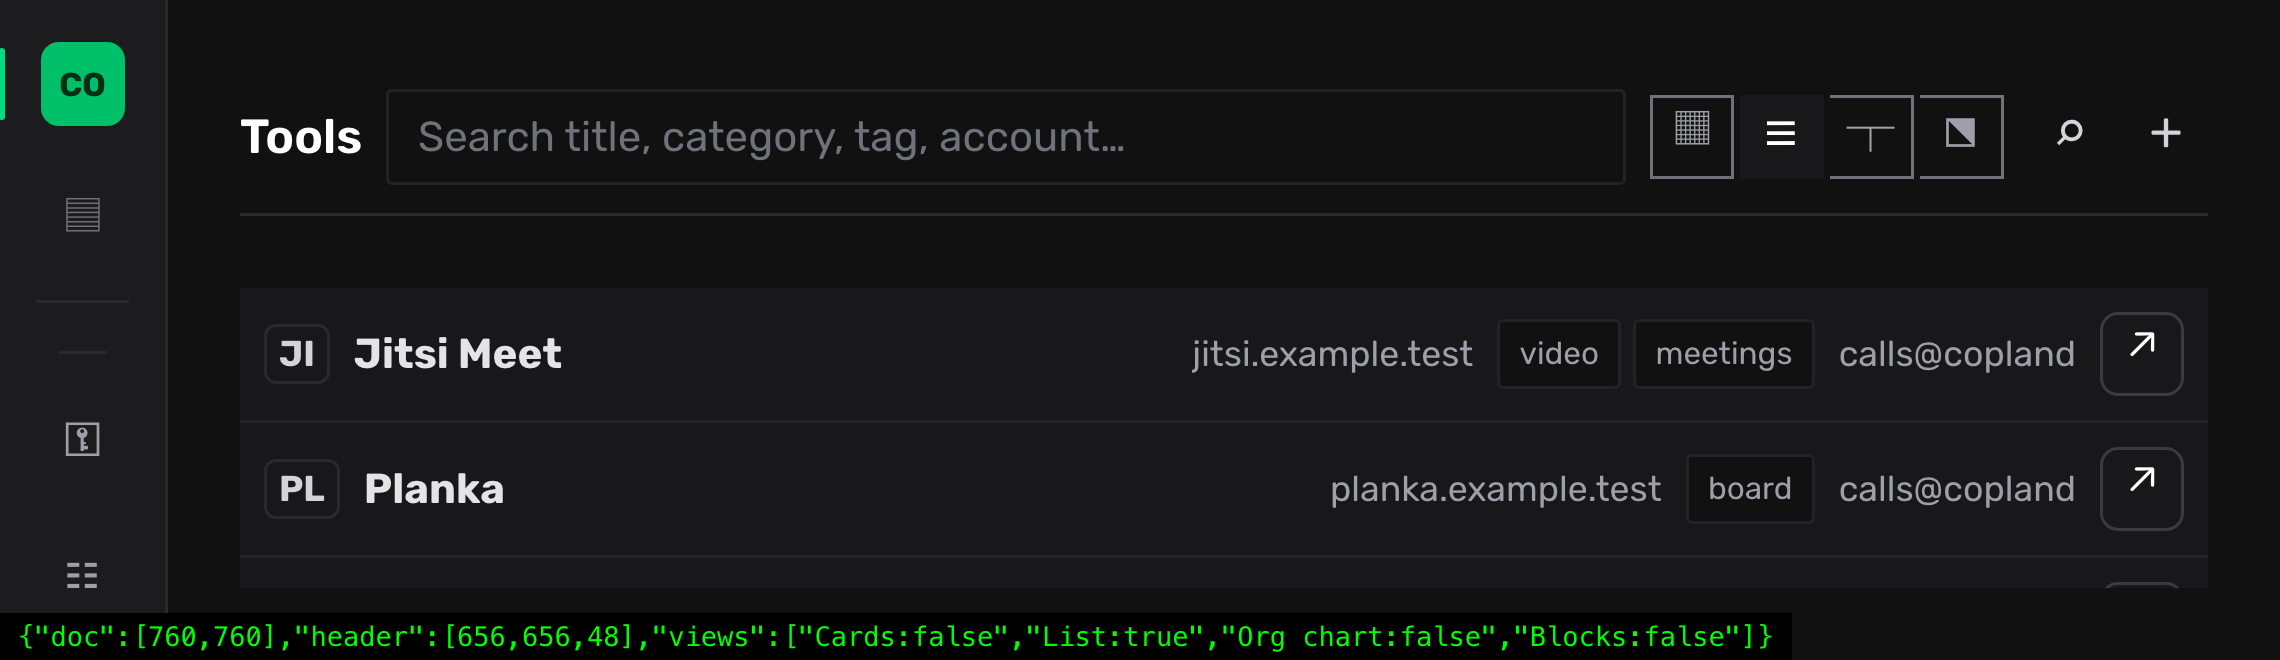 CO
Tools
Search title, category, tag, account…
JI Jitsi Meet jitsi.example.test video meetings calls@copland
PL Planka planka.example.test board calls@copland
{"doc":[760,760],"header":[656,656,48],"views":["Cards:false","List:true","Org chart:false","Blocks:false"]}